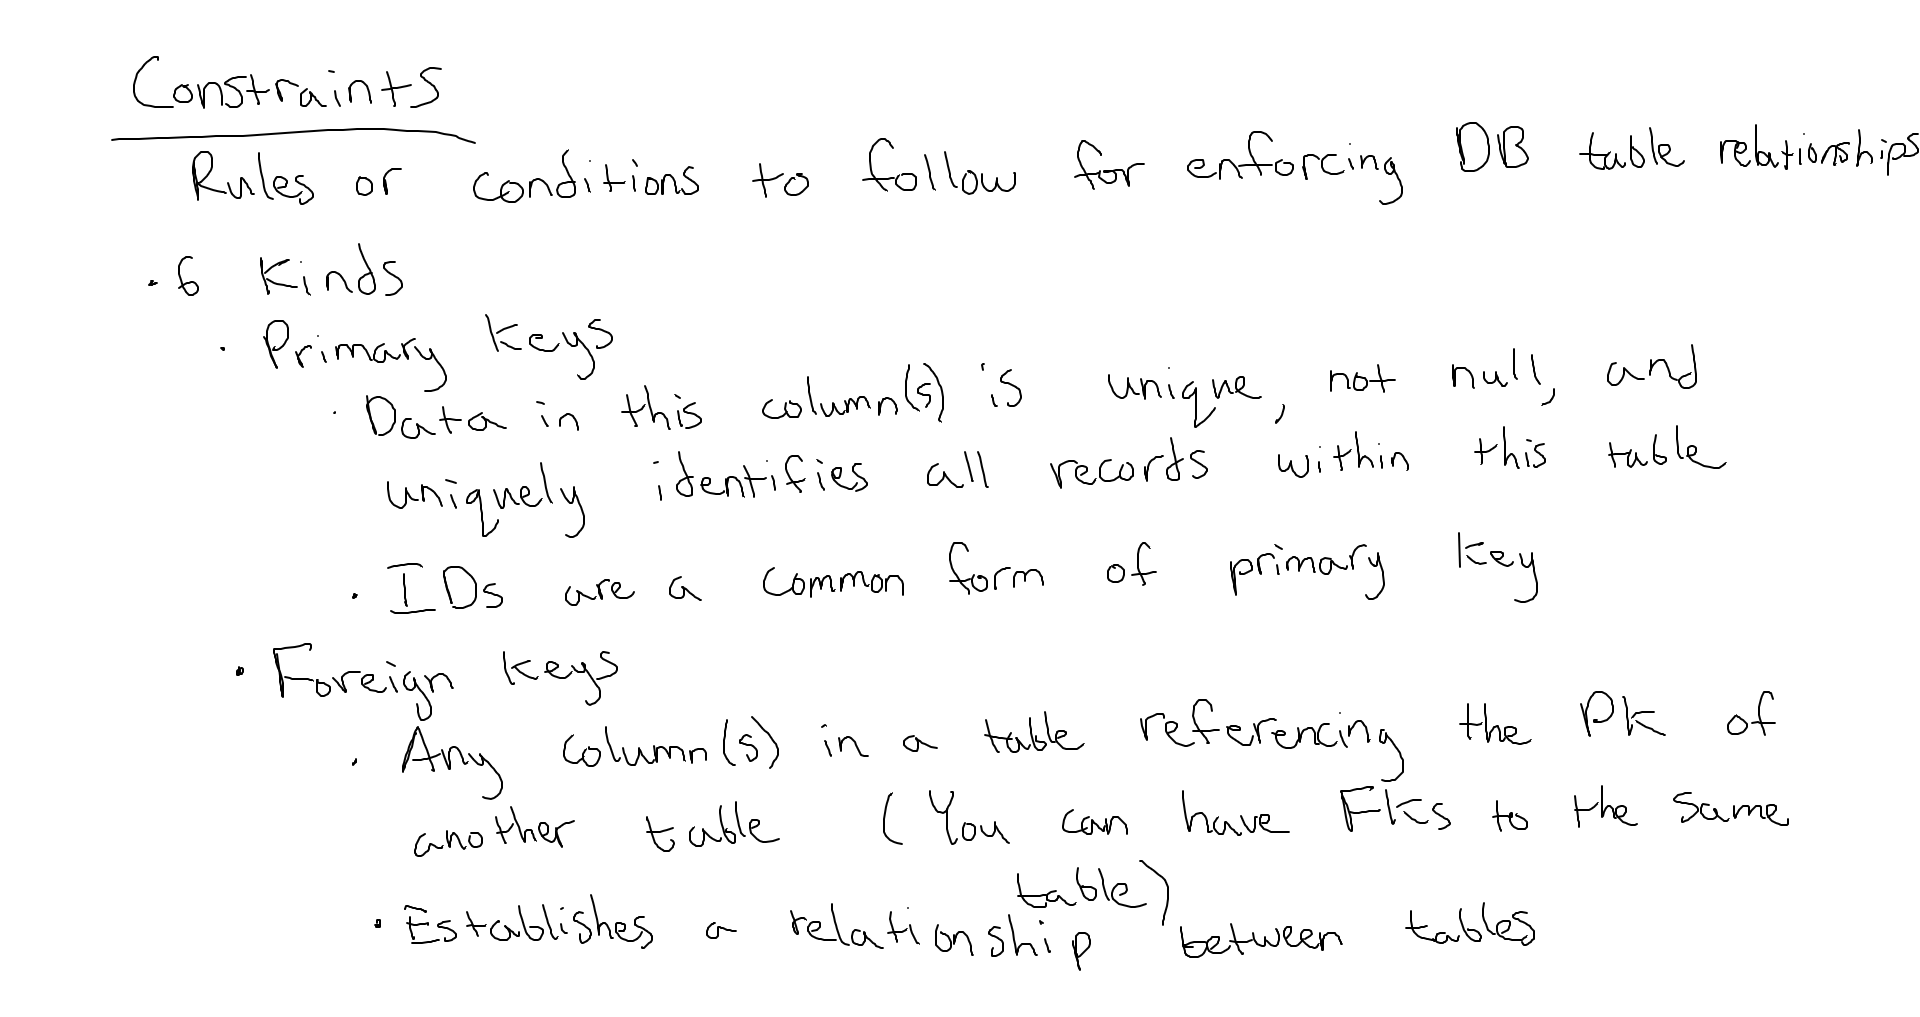 Constraints
Rules or conditions to follow for enforcing DB table relationships
· 6 Kinds
· Primary Keys
· Data in this column(s) is unique, not null, and
uniquely identifies all records within this table
· IDs are a common form of primary key
· Foreign keys
· Any column(s) in a table referencing the PK of
another table (You can have FKs to the same
table)
· Establishes a relationship between tables